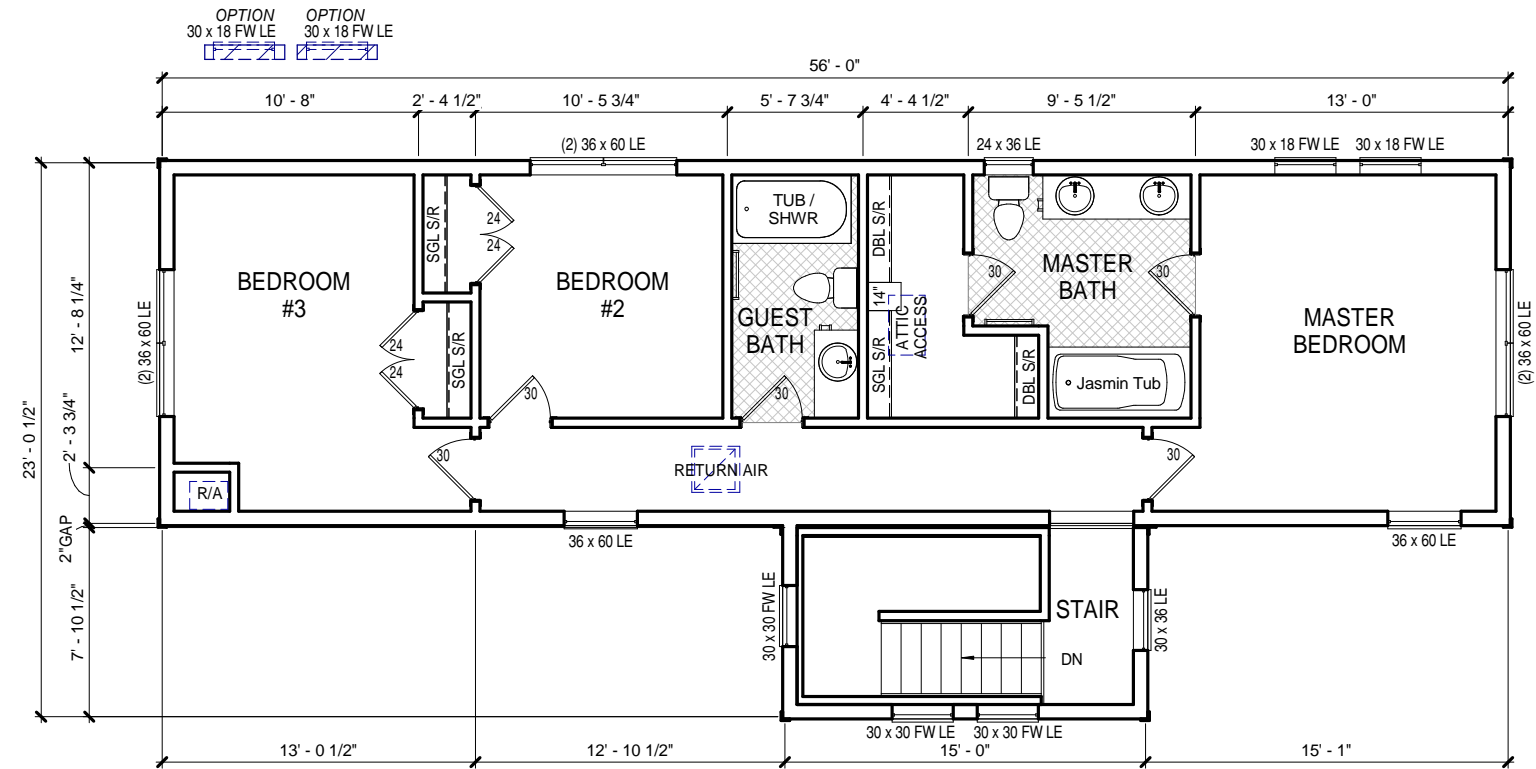 OPTION
30 x 18 FW LE
OPTION
30 x 18 FW LE
56' - 0"
10' - 8"
2' - 4 1/2"
10' - 5 3/4"
5' - 7 3/4"
4' - 4 1/2"
9' - 5 1/2"
13' - 0"
(2) 36 x 60 LE
24 x 36 LE
30 x 18 FW LE
30 x 18 FW LE
SGL S/R
24
24
TUB /
SHWR
DBL S/R
BEDROOM
#3
BEDROOM
#2
30
MASTER
BATH
30
12' - 8 1/4"
(2) 36 x 60 LE
14"
ATTIC
ACCESS
GUEST
BATH
MASTER
BEDROOM
(2) 36 x 60 LE
24
24
SGL S/R
SGL S/R
DBL S/R
Jasmin Tub
30
30
23' - 0 1/2"
2' - 3 3/4"
30
RETURN AIR
30
R/A
2"GAP
36 x 60 LE
36 x 60 LE
7' - 10 1/2"
30 x 30 FW LE
STAIR
30 x 36 LE
DN
30 x 30 FW LE
30 x 30 FW LE
13' - 0 1/2"
12' - 10 1/2"
15' - 0"
15' - 1"